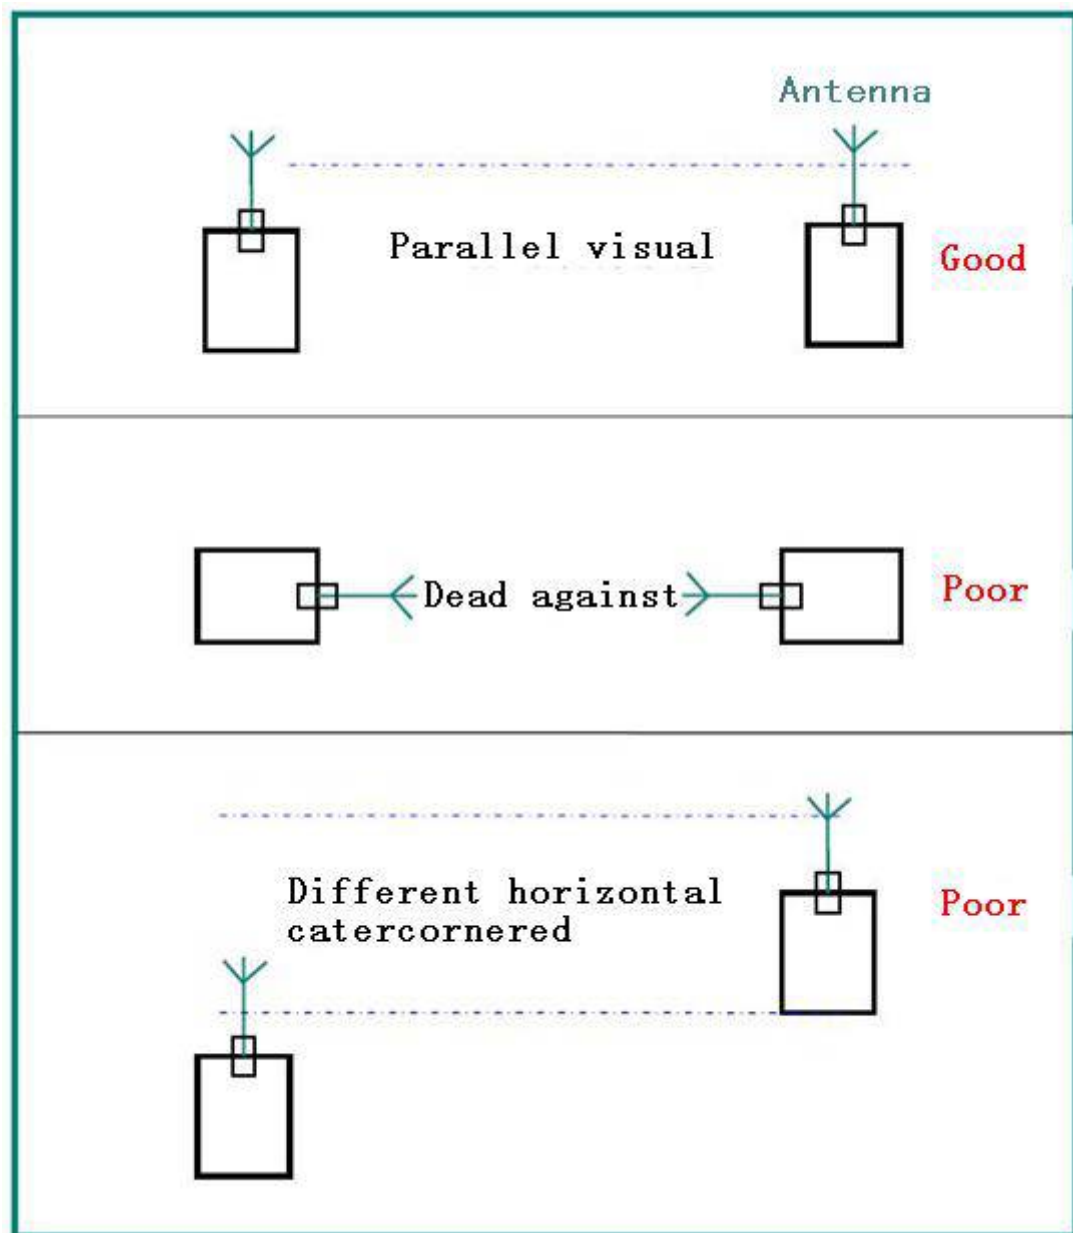 Antenna
Parallel visual
Good
Dead against
Poor
Different horizontal
catercornered
Poor